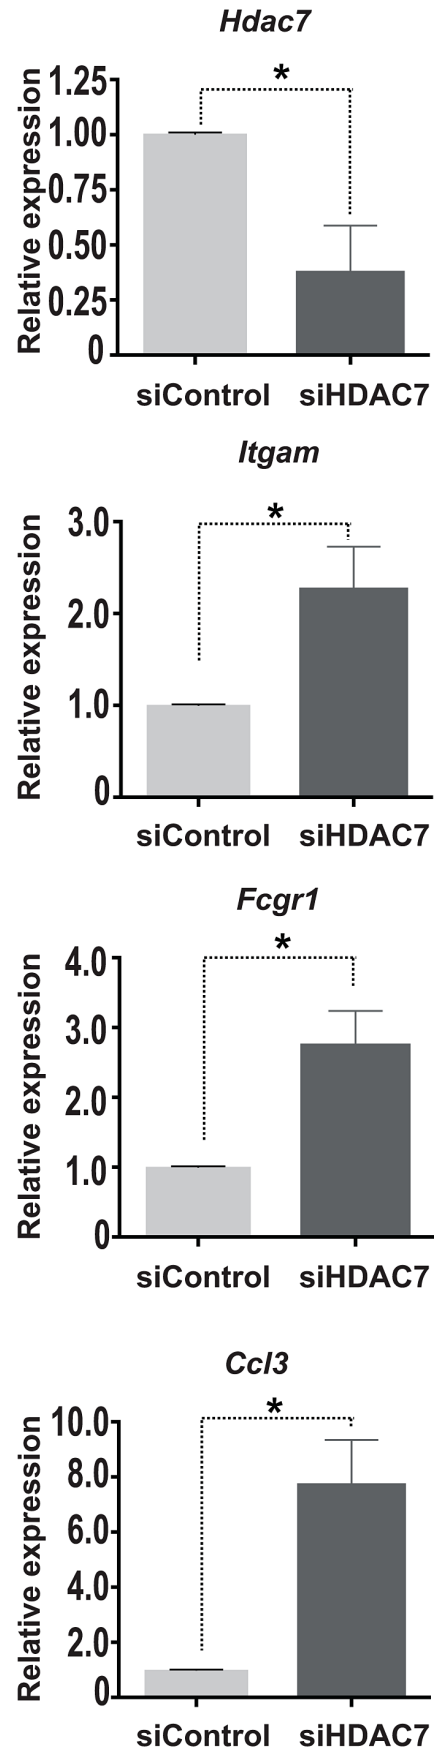 Hdac7
*
Relative expression
1.25
1.00
0.75
0.50
0.25
0
siControl siHDAC7
Itgam
*
Relative expression
3.0
2.0
1.0
0
siControl siHDAC7
Fcgr1
*
Relative expression
4.0
3.0
2.0
1.0
0
siControl siHDAC7
Ccl3
*
Relative expression
10.0
8.0
6.0
4.0
2.0
0
siControl siHDAC7